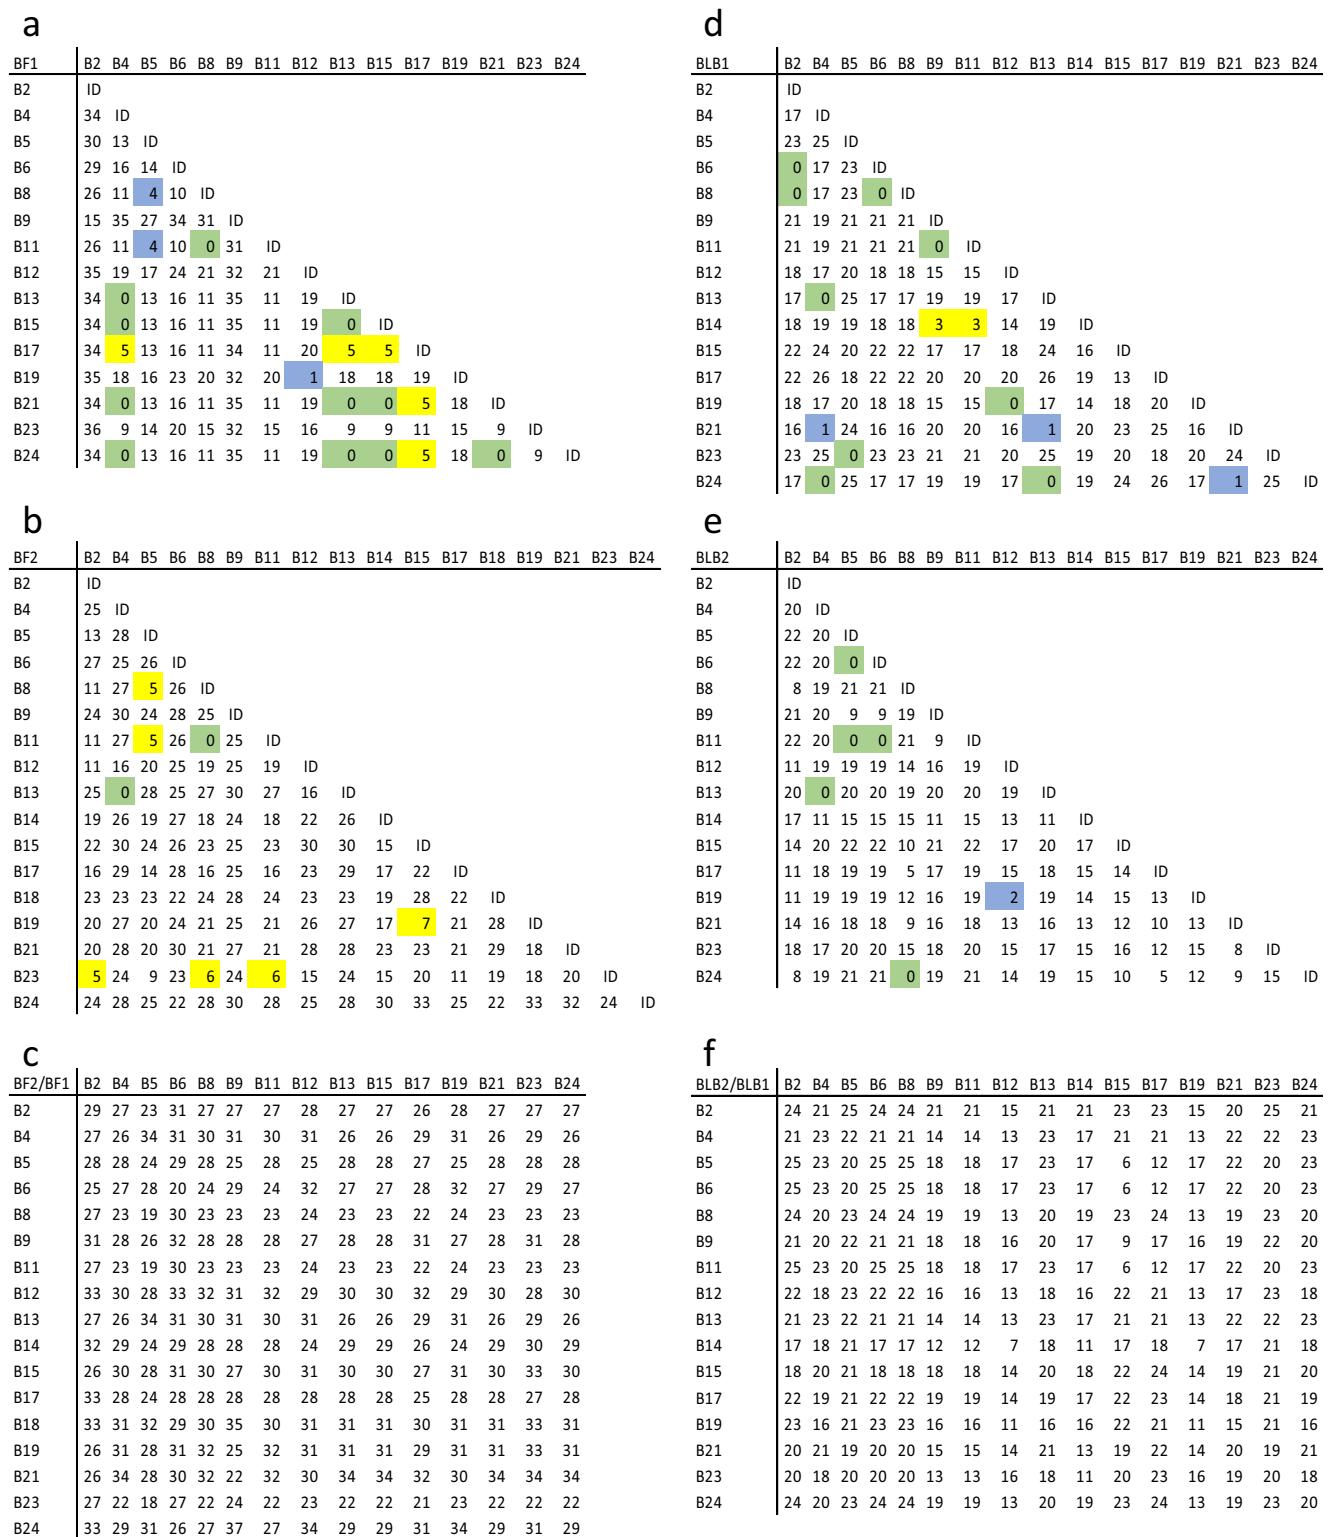 a
BF1 B2 B4 B5 B6 B8 B9 B11 B12 B13 B15 B17 B19 B21 B23 B24
B2 ID
B4 34 ID
B5 30 13 ID
B6 29 16 14 ID
B8 26 11 4 10 ID
B9 15 35 27 34 31 ID
B11 26 11 4 10 0 31 ID
B12 35 19 17 24 21 32 21 ID
B13 34 0 13 16 11 35 11 19 ID
B15 34 0 13 16 11 35 11 19 0 ID
B17 34 5 13 16 11 34 11 20 5 5 ID
B19 35 18 16 23 20 32 20 1 18 18 19 ID
B21 34 0 13 16 11 35 11 19 0 0 5 18 ID
B23 36 9 14 20 15 32 15 16 9 9 11 15 9 ID
B24 34 0 13 16 11 35 11 19 0 0 5 18 0 9 ID
b
BF2 B2 B4 B5 B6 B8 B9 B11 B12 B13 B14 B15 B17 B18 B19 B21 B23 B24
B2 ID
B4 25 ID
B5 13 28 ID
B6 27 25 26 ID
B8 11 27 5 26 ID
B9 24 30 24 28 25 ID
B11 11 27 5 26 0 25 ID
B12 11 16 20 25 19 25 19 ID
B13 25 0 28 25 27 30 27 16 ID
B14 19 26 19 27 18 24 18 22 26 ID
B15 22 30 24 26 23 25 23 30 30 15 ID
B17 16 29 14 28 16 25 16 23 29 17 22 ID
B18 23 23 23 22 24 28 24 23 23 19 28 22 ID
B19 20 27 20 24 21 25 21 26 27 17 7 21 28 ID
B21 20 28 20 30 21 27 21 28 28 23 23 21 29 18 ID
B23 5 24 9 23 6 24 6 15 24 15 20 11 19 18 20 ID
B24 24 28 25 22 28 30 28 25 28 30 33 25 22 33 32 24 ID
c
BF2/BF1 B2 B4 B5 B6 B8 B9 B11 B12 B13 B15 B17 B19 B21 B23 B24
B2 29 27 23 31 27 27 27 28 27 27 26 28 27 27 27
B4 27 26 34 31 30 31 30 31 26 26 29 31 26 29 26
B5 28 28 24 29 28 25 28 25 28 28 27 25 28 28 28
B6 25 27 28 20 24 29 24 32 27 27 28 32 27 29 27
B8 27 23 19 30 23 23 23 24 23 23 22 24 23 23 23
B9 31 28 26 32 28 28 28 27 28 28 31 27 28 31 28
B11 27 23 19 30 23 23 23 24 23 23 22 24 23 23 23
B12 33 30 28 33 32 31 32 29 30 30 32 29 30 28 30
B13 27 26 34 31 30 31 30 31 26 26 29 31 26 29 26
B14 32 29 24 29 28 28 28 24 29 29 26 24 29 30 29
B15 26 30 28 31 30 27 30 31 30 30 27 31 30 33 30
B17 33 28 24 28 28 28 28 28 28 28 25 28 28 27 28
B18 33 31 32 29 30 35 30 31 31 31 30 31 31 33 31
B19 26 31 28 31 32 25 32 31 31 31 29 31 31 33 31
B21 26 34 28 30 32 22 32 30 34 34 32 30 34 34 34
B23 27 22 18 27 22 24 22 23 22 22 21 23 22 22 22
B24 33 29 31 26 27 37 27 34 29 29 31 34 29 31 29
d
BLB1 B2 B4 B5 B6 B8 B9 B11 B12 B13 B14 B15 B17 B19 B21 B23 B24
B2 ID
B4 17 ID
B5 23 25 ID
B6 0 17 23 ID
B8 0 17 23 0 ID
B9 21 19 21 21 21 ID
B11 21 19 21 21 21 0 ID
B12 18 17 20 18 18 15 15 ID
B13 17 0 25 17 17 19 19 17 ID
B14 18 19 19 18 18 3 3 14 19 ID
B15 22 24 20 22 22 17 17 18 24 16 ID
B17 22 26 18 22 22 20 20 20 26 19 13 ID
B19 18 17 20 18 18 15 15 0 17 14 18 20 ID
B21 16 1 24 16 16 20 20 16 1 20 23 25 16 ID
B23 23 25 0 23 23 21 21 20 25 19 20 18 20 24 ID
B24 17 0 25 17 17 19 19 17 0 19 24 26 17 1 25 ID
e
BLB2 B2 B4 B5 B6 B8 B9 B11 B12 B13 B14 B15 B17 B19 B21 B23 B24
B2 ID
B4 20 ID
B5 22 20 ID
B6 22 20 0 ID
B8 8 19 21 21 ID
B9 21 20 9 9 19 ID
B11 22 20 0 0 21 9 ID
B12 11 19 19 19 14 16 19 ID
B13 20 0 20 20 19 20 20 19 ID
B14 17 11 15 15 15 11 15 13 11 ID
B15 14 20 22 22 10 21 22 17 20 17 ID
B17 11 18 19 19 5 17 19 15 18 15 14 ID
B19 11 19 19 19 12 16 19 2 19 14 15 13 ID
B21 14 16 18 18 9 16 18 13 16 13 12 10 13 ID
B23 18 17 20 20 15 18 20 15 17 15 16 12 15 8 ID
B24 8 19 21 21 0 19 21 14 19 15 10 5 12 9 15 ID
f
BLB2/BLB1 B2 B4 B5 B6 B8 B9 B11 B12 B13 B14 B15 B17 B19 B21 B23 B24
B2 24 21 25 24 24 21 21 15 21 21 23 23 15 20 25 21
B4 21 23 22 21 21 14 14 13 23 17 21 21 13 22 22 23
B5 25 23 20 25 25 18 18 17 23 17 6 12 17 22 20 23
B6 25 23 20 25 25 18 18 17 23 17 6 12 17 22 20 23
B8 24 20 23 24 24 19 19 13 20 19 23 24 13 19 23 20
B9 21 20 22 21 21 18 18 16 20 17 9 17 16 19 22 20
B11 25 23 20 25 25 18 18 17 23 17 6 12 17 22 20 23
B12 22 18 23 22 22 16 16 13 18 16 22 21 13 17 23 18
B13 21 23 22 21 21 14 14 13 23 17 21 21 13 22 22 23
B14 17 18 21 17 17 12 12 7 18 11 17 18 7 17 21 18
B15 18 20 21 18 18 18 18 14 20 18 22 24 14 19 21 20
B17 22 19 21 22 22 19 19 14 19 17 22 23 14 18 21 19
B19 23 16 21 23 23 16 16 11 16 16 22 21 11 15 21 16
B21 20 21 19 20 20 15 15 14 21 13 19 22 14 20 19 21
B23 20 18 20 20 20 13 13 16 18 11 20 23 16 19 20 18
B24 24 20 23 24 24 19 19 13 20 19 23 24 13 19 23 20